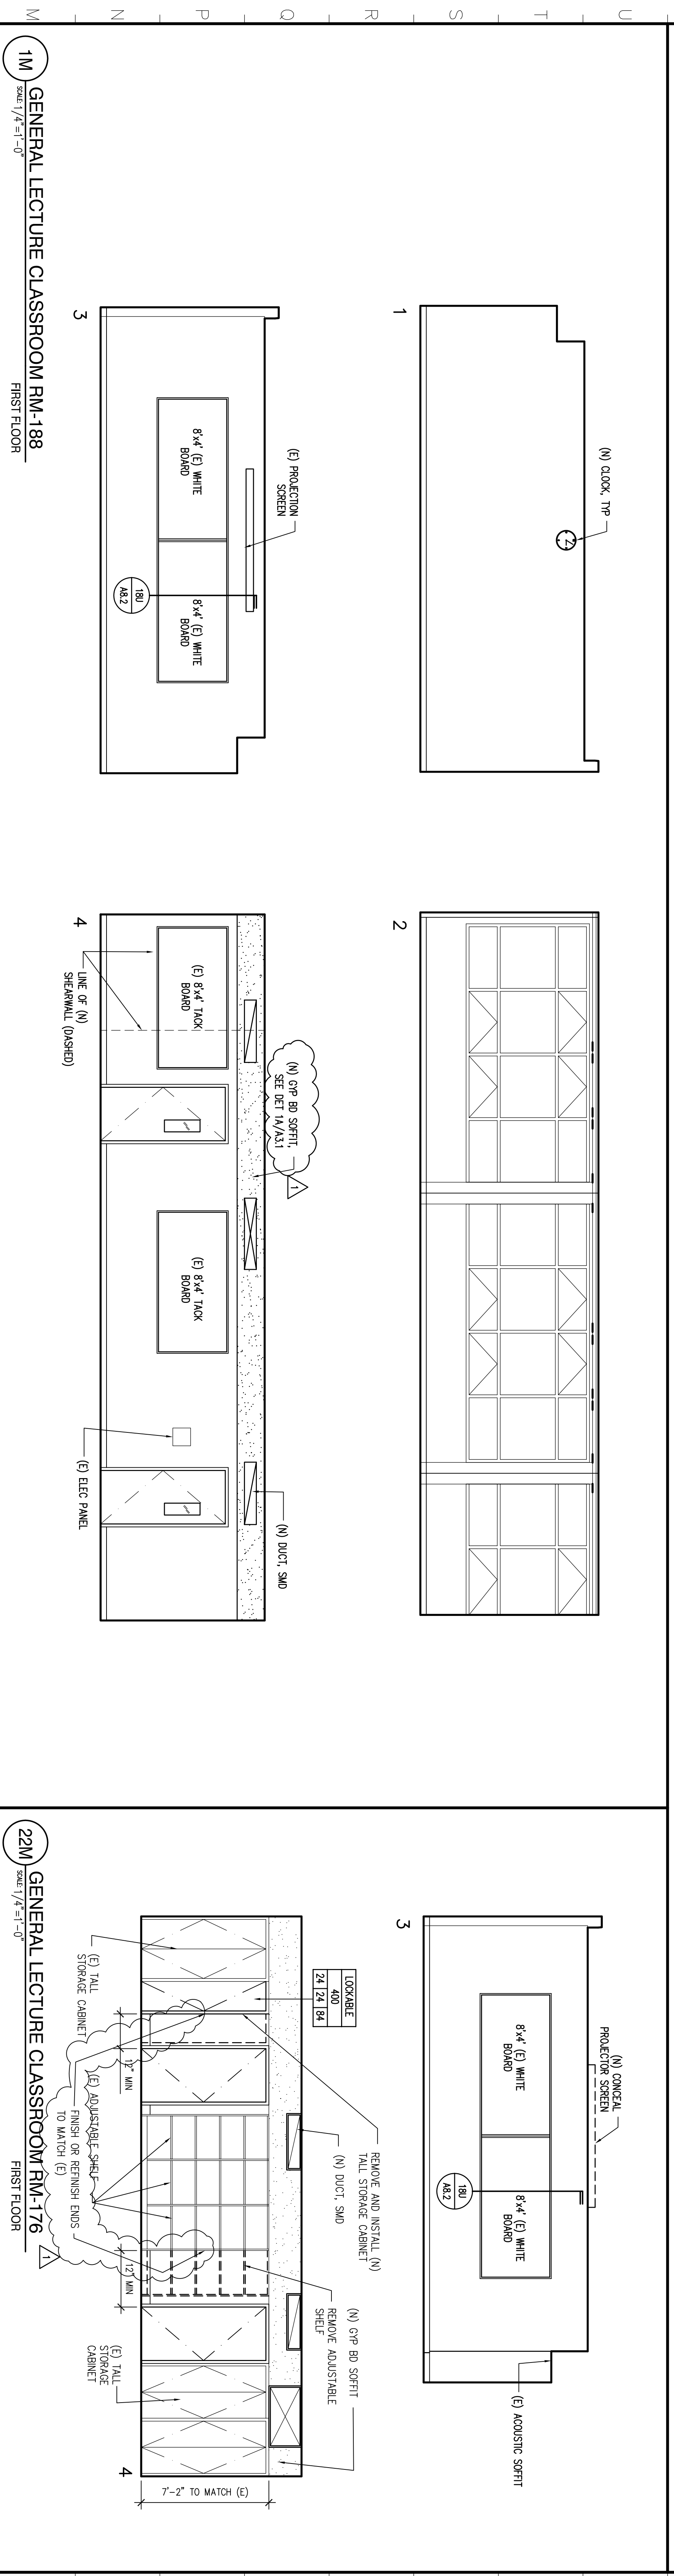 U
T
S
R
Q
P
N
M
1
(N) CLOCK, TYP
2
3
(E) PROJECTION
SCREEN
8'x4' (E) WHITE
BOARD
8'x4' (E) WHITE
BOARD
18U
A8.2
4
(E) 8'x4' TACK
BOARD
LINE OF (N)
SHEARWALL (DASHED)
(N) GYP BD SOFFIT,
SEE DET 1A/A3.1
1
(E) 8'x4' TACK
BOARD
(E) ELEC PANEL
(N) DUCT, SMD
1M
GENERAL LECTURE CLASSROOM RM-188
SCALE: 1/4"=1'-0"
FIRST FLOOR
3
(N) CONCEAL
PROJECTOR SCREEN
8'x4' (E) WHITE
BOARD
8'x4' (E) WHITE
BOARD
18U
A8.2
(E) ACOUSTIC SOFFIT
LOCKABLE
400
24 24 84
REMOVE AND INSTALL (N)
TALL STORAGE CABINET
(N) DUCT, SMD
(N) GYP BD SOFFIT
REMOVE ADJUSTABLE
SHELF
(E) TALL
STORAGE CABINET
12" MIN
(E) ADJUSTABLE SHELF
FINISH OR REFINISH ENDS
TO MATCH (E)
12" MIN
(E) TALL
STORAGE
CABINET
4
7'-2" TO MATCH (E)
1
22M
GENERAL LECTURE CLASSROOM RM-176
SCALE: 1/4"=1'-0"
FIRST FLOOR